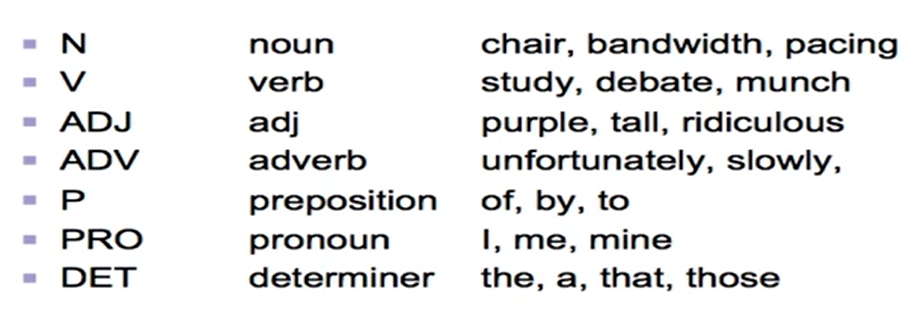 N noun chair, bandwidth, pacing
V verb study, debate, munch
ADJ adj purple, tall, ridiculous
ADV adverb unfortunately, slowly,
P preposition of, by, to
PRO pronoun I, me, mine
DET determiner the, a, that, those